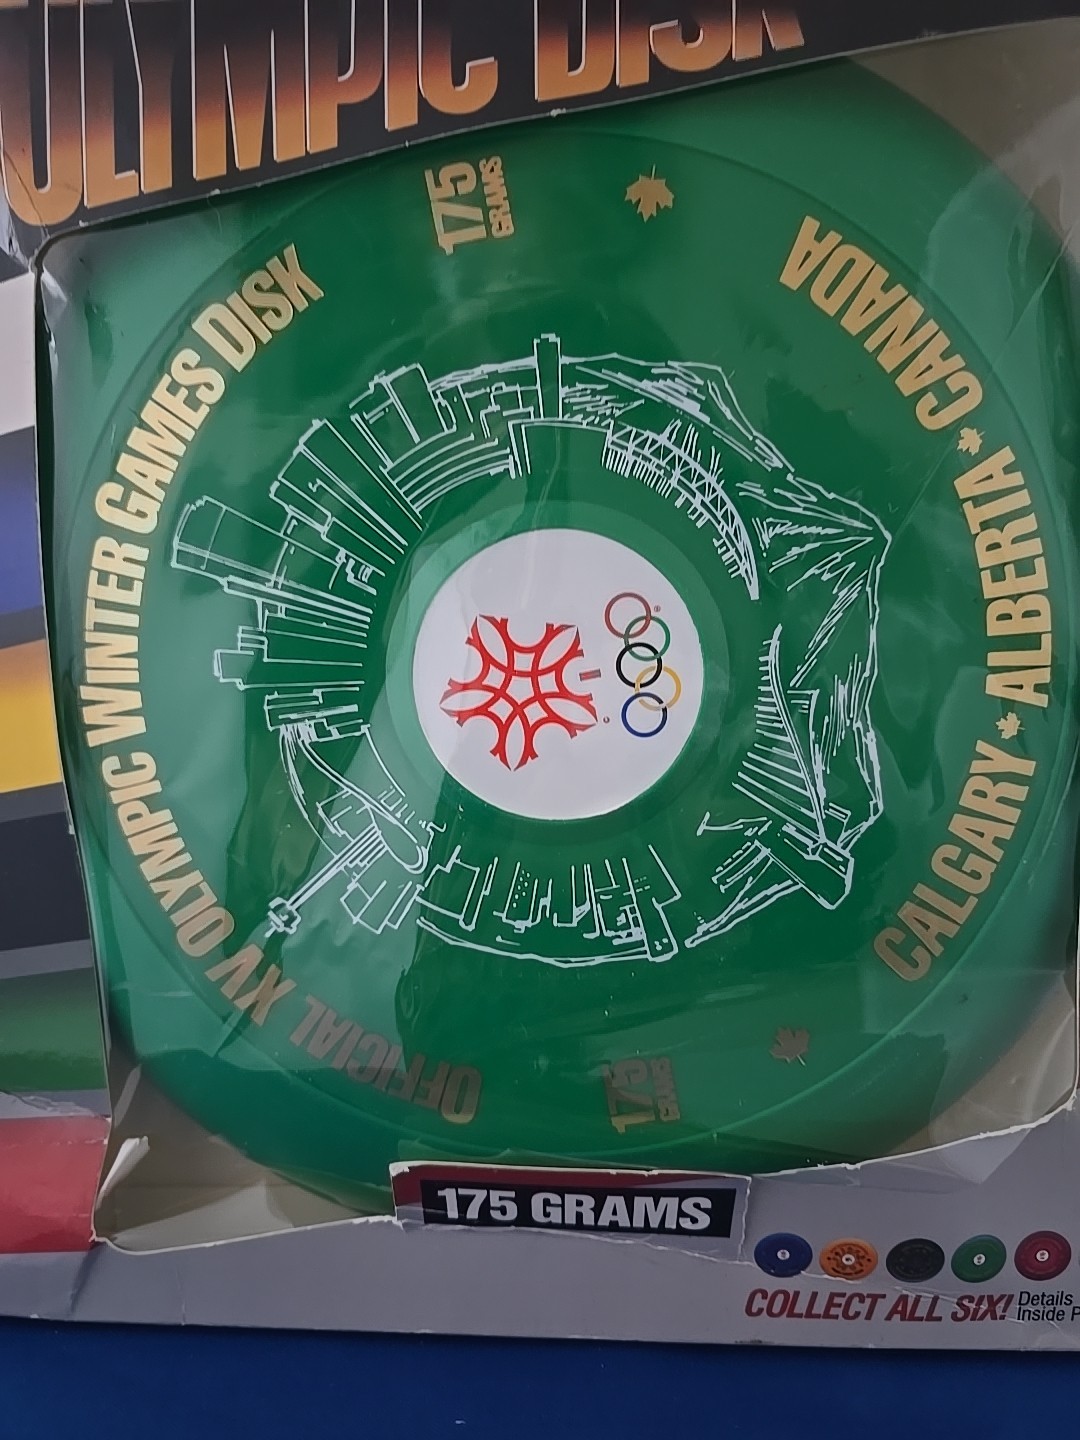 OLYMPIC DISK
175
GRAMS
OFFICIAL XV OLYMPIC WINTER GAMES DISK
CALGARY ALBERTA CANADA
175
GRAMS
175 GRAMS
COLLECT ALL SIX! Details
Inside